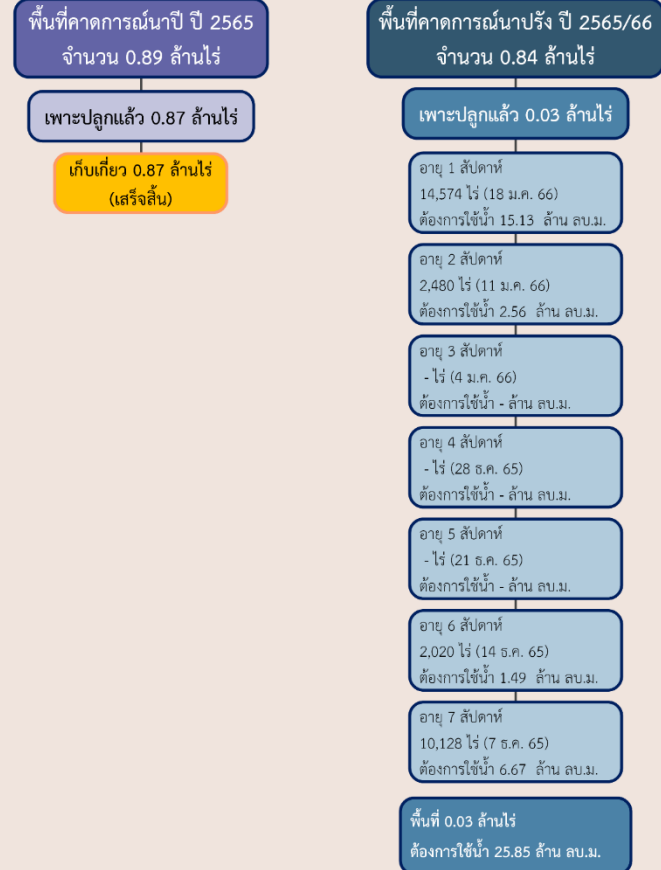 พื้นที่คาดการณ์นาปี ปี 2565
จำนวน 0.89 ล้านไร่
เพาะปลูกแล้ว 0.87 ล้านไร่
เก็บเกี่ยว 0.87 ล้านไร่
(เสร็จสิ้น)
พื้นที่คาดการณ์นาปรัง ปี 2565/66
จำนวน 0.84 ล้านไร่
เพาะปลูกแล้ว 0.03 ล้านไร่
อายุ 1 สัปดาห์
14,574 ไร่ (18 ม.ค. 66)
ต้องการใช้น้ำ 15.13 ล้าน ลบ.ม.
อายุ 2 สัปดาห์
2,480 ไร่ (11 ม.ค. 66)
ต้องการใช้น้ำ 2.56 ล้าน ลบ.ม.
อายุ 3 สัปดาห์
- ไร่ (4 ม.ค. 66)
ต้องการใช้น้ำ - ล้าน ลบ.ม.
อายุ 4 สัปดาห์
- ไร่ (28 ธ.ค. 65)
ต้องการใช้น้ำ - ล้าน ลบ.ม.
อายุ 5 สัปดาห์
- ไร่ (21 ธ.ค. 65)
ต้องการใช้น้ำ - ล้าน ลบ.ม.
อายุ 6 สัปดาห์
2,020 ไร่ (14 ธ.ค. 65)
ต้องการใช้น้ำ 1.49 ล้าน ลบ.ม.
อายุ 7 สัปดาห์
10,128 ไร่ (7 ธ.ค. 65)
ต้องการใช้น้ำ 6.67 ล้าน ลบ.ม.
พื้นที่ 0.03 ล้านไร่
ต้องการใช้น้ำ 25.85 ล้าน ลบ.ม.